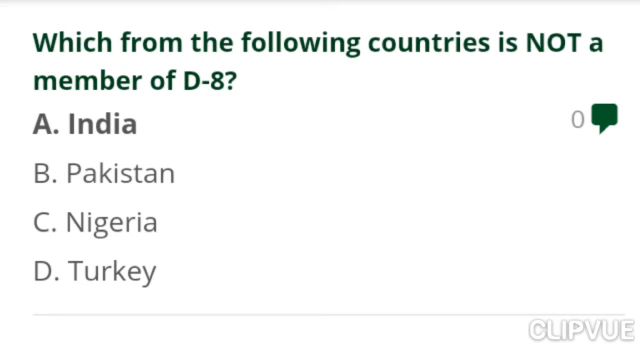 Which from the following countries is NOT a
member of D-8?
A. India
0
B. Pakistan
C. Nigeria
D. Turkey
CLIPVUE